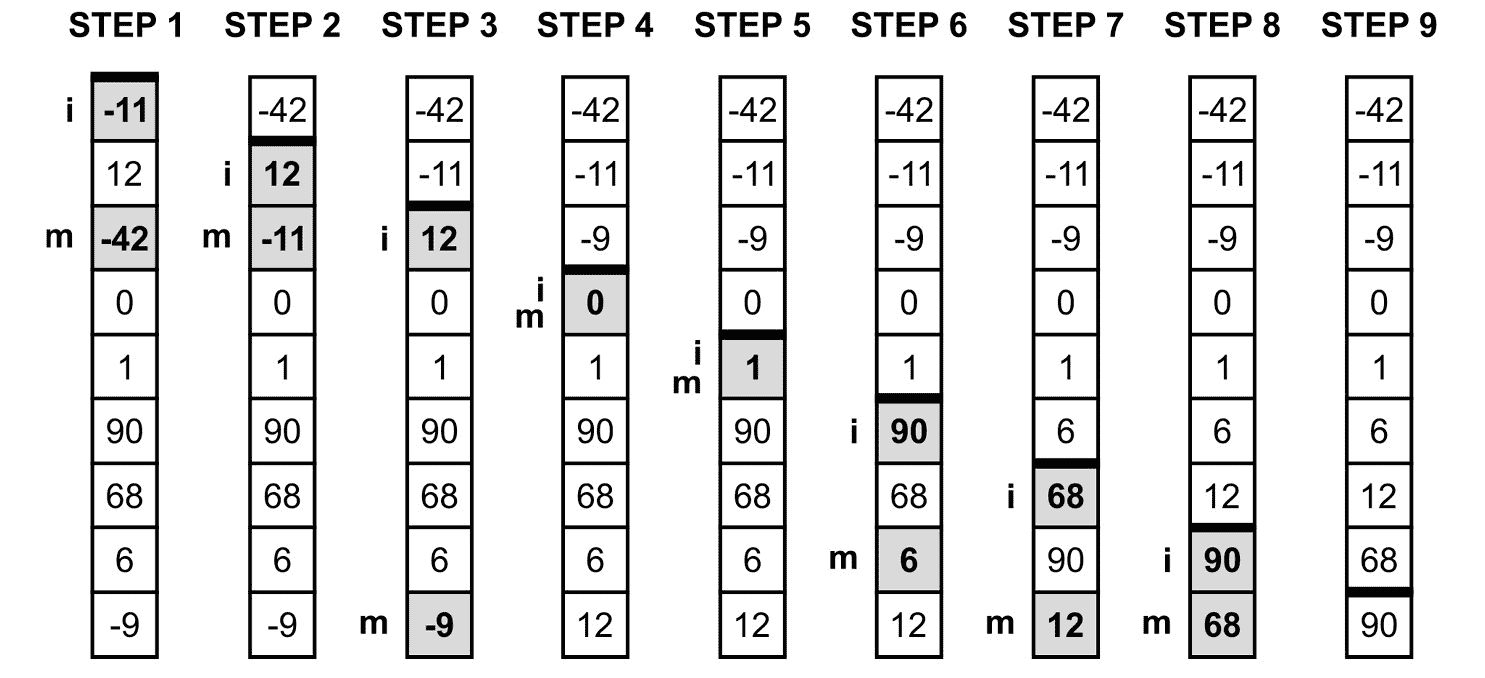 STEP 1 STEP 2 STEP 3 STEP 4 STEP 5 STEP 6 STEP 7 STEP 8 STEP 9
i -11 -42 -42 -42 -42 -42 -42 -42 -42
12 i 12 -11 -11 -11 -11 -11 -11 -11
m -42 m -11 i 12 -9 -9 -9 -9 -9 -9
0 0 0 i m 0 0 0 0 0 0
1 1 1 1 i m 1 1 1 1 1
90 90 90 90 90 i 90 6 6 6
68 68 68 68 68 68 i 68 12 12
6 6 6 6 6 m 6 90 i 90 68
-9 -9 m -9 12 12 12 m 12 m 68 90